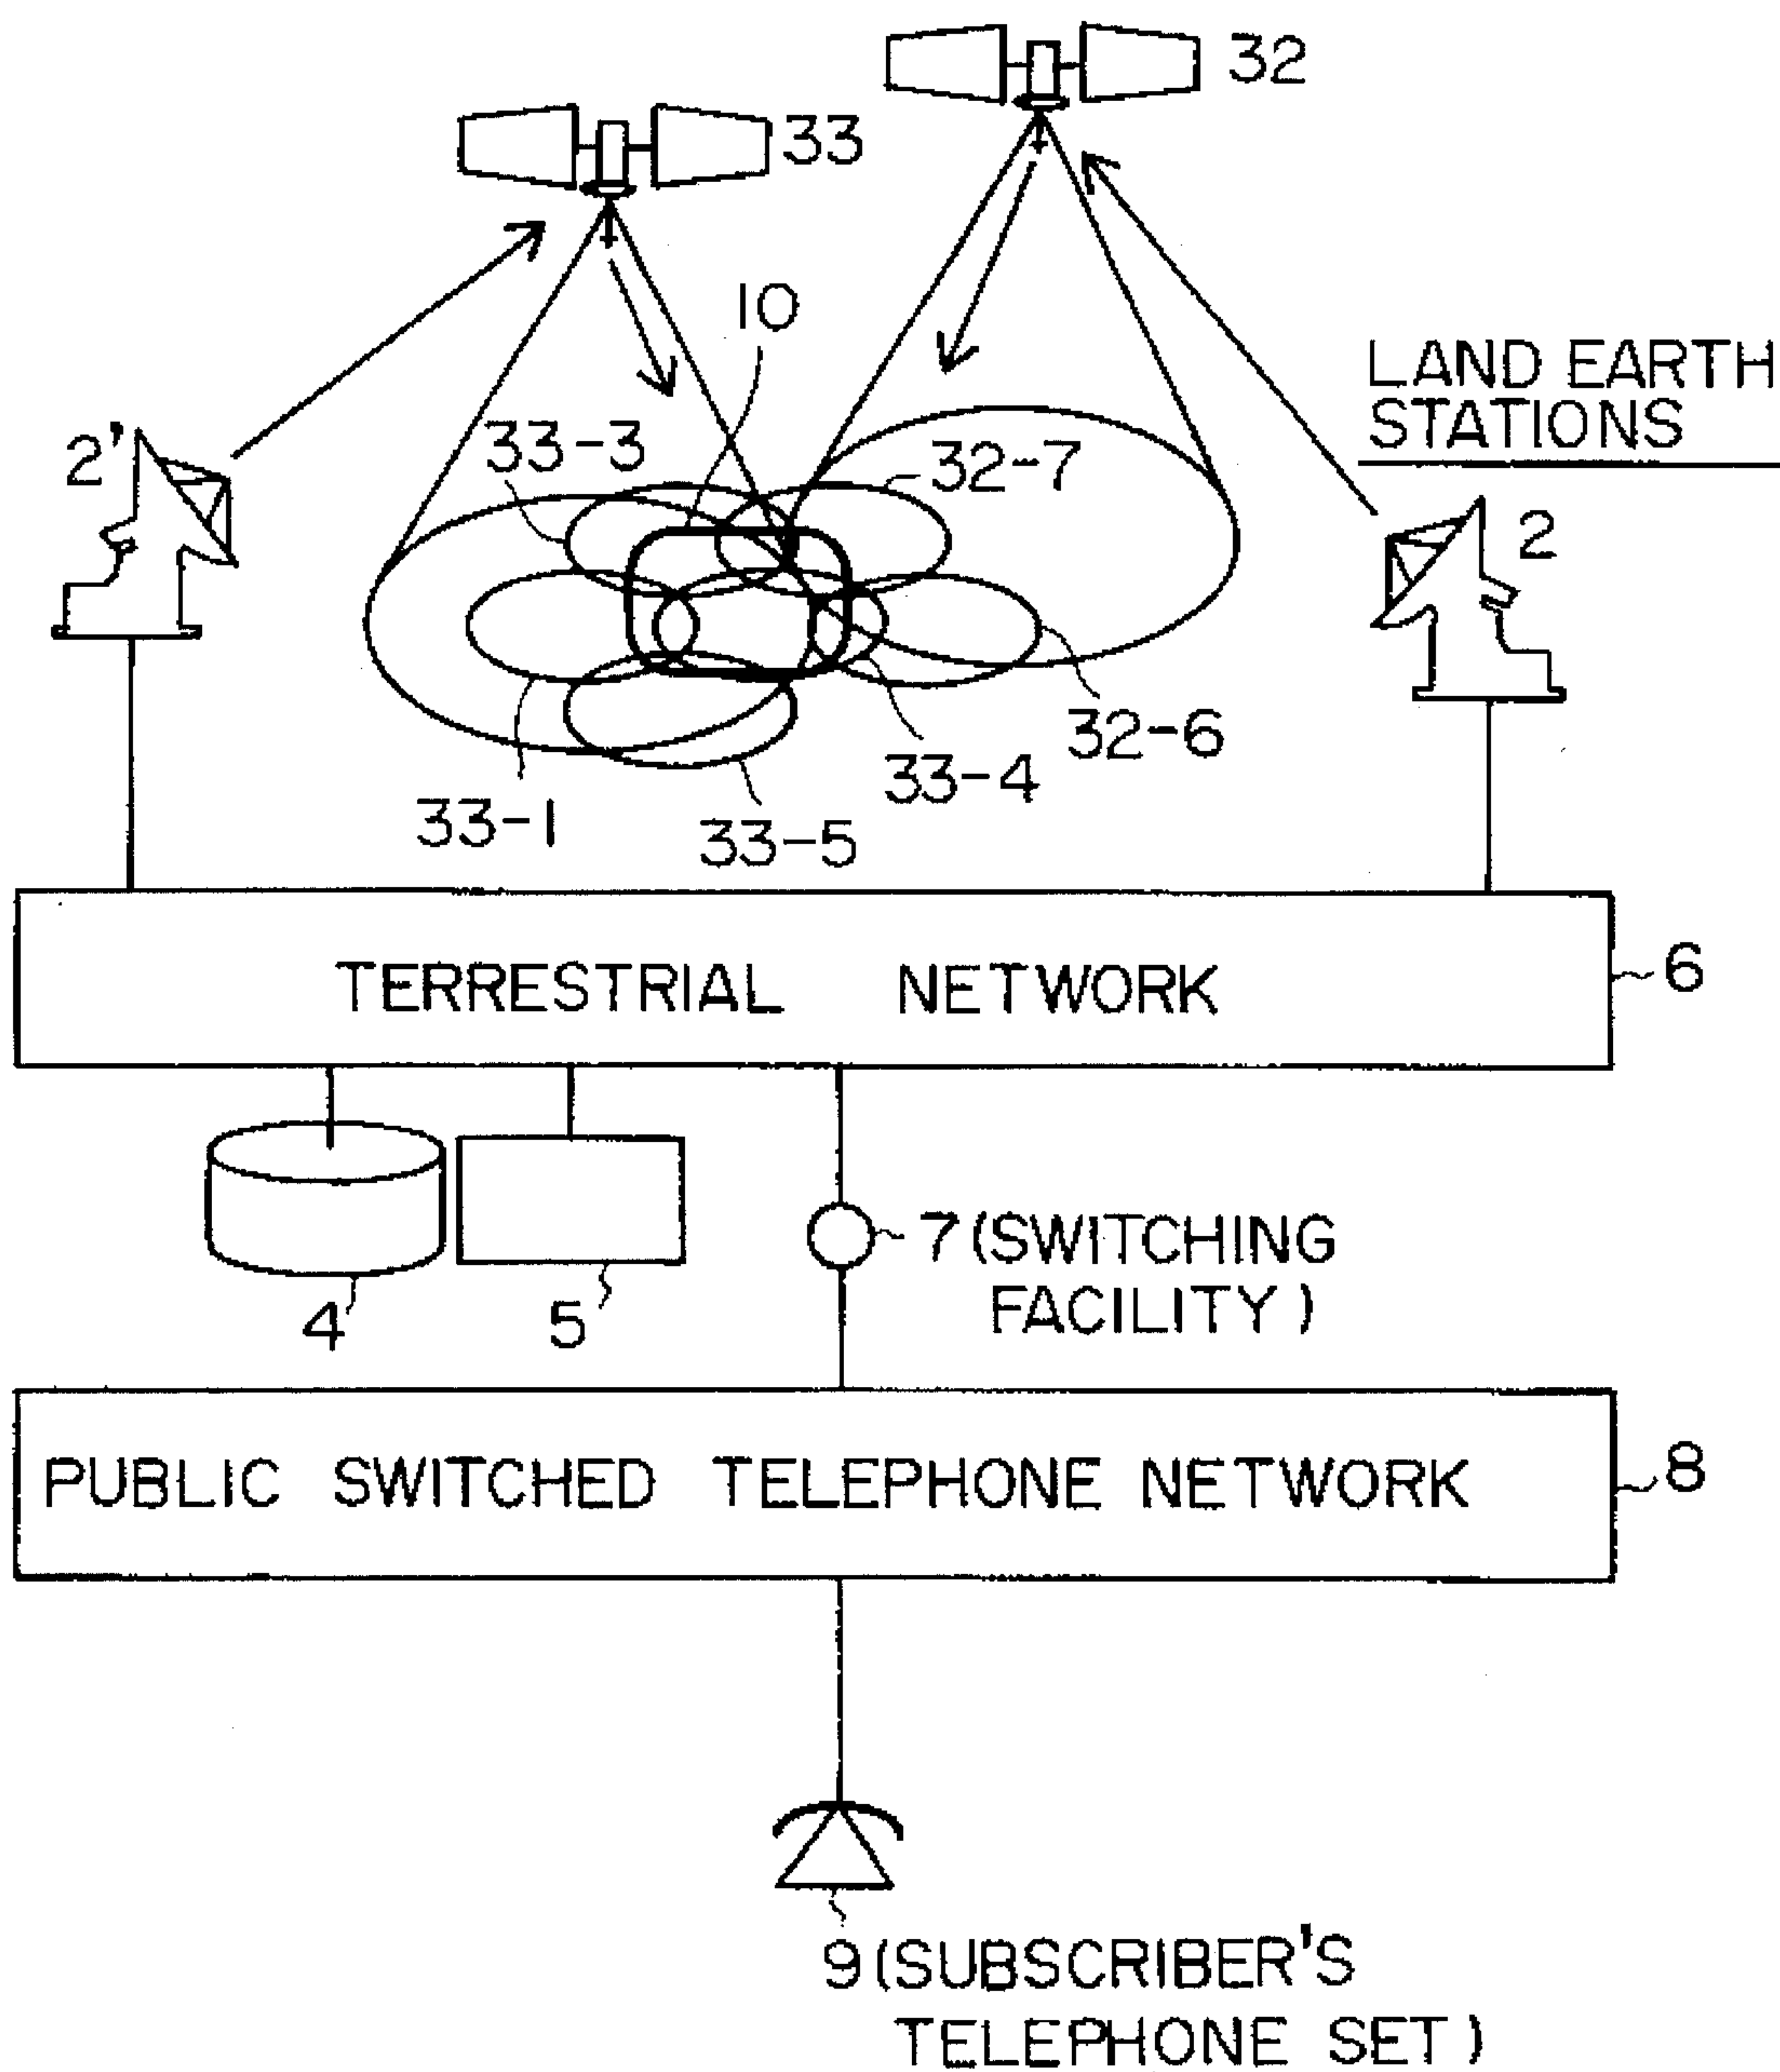 32
33
10
LAND EARTH
STATIONS
2'
33-3
32-7
2
32-6
33-4
33-1
33-5
TERRESTRIAL NETWORK
6
7 (SWITCHING
FACILITY)
4
5
PUBLIC SWITCHED TELEPHONE NETWORK
8
9 (SUBSCRIBER'S
TELEPHONE SET)